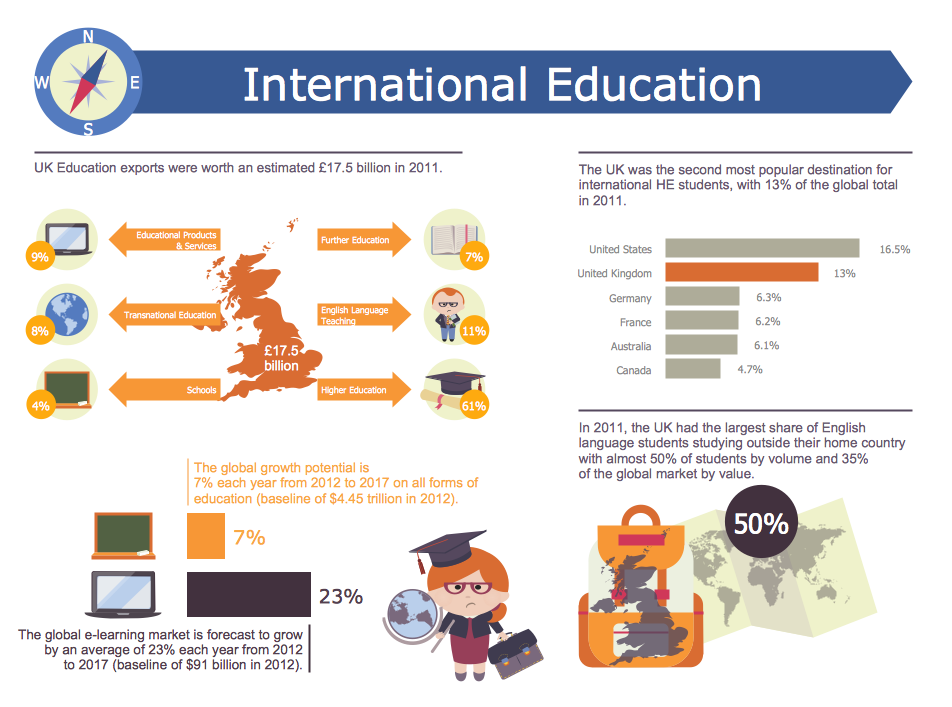 N
W
E
S
International Education
UK Education exports were worth an estimated £17.5 billion in 2011.
Educational Products
& Services
9%
Further Education
7%
Transnational Education
8%
English Language
Teaching
11%
£17.5
billion
Schools
4%
Higher Education
61%
The UK was the second most popular destination for
international HE students, with 13% of the global total
in 2011.
United States 16.5%
United Kingdom 13%
Germany 6.3%
France 6.2%
Australia 6.1%
Canada 4.7%
The global growth potential is
7% each year from 2012 to 2017 on all forms of
education (baseline of $4.45 trillion in 2012).
7%
23%
The global e-learning market is forecast to grow
by an average of 23% each year from 2012
to 2017 (baseline of $91 billion in 2012).
In 2011, the UK had the largest share of English
language students studying outside their home country
with almost 50% of students by volume and 35%
of the global market by value.
50%